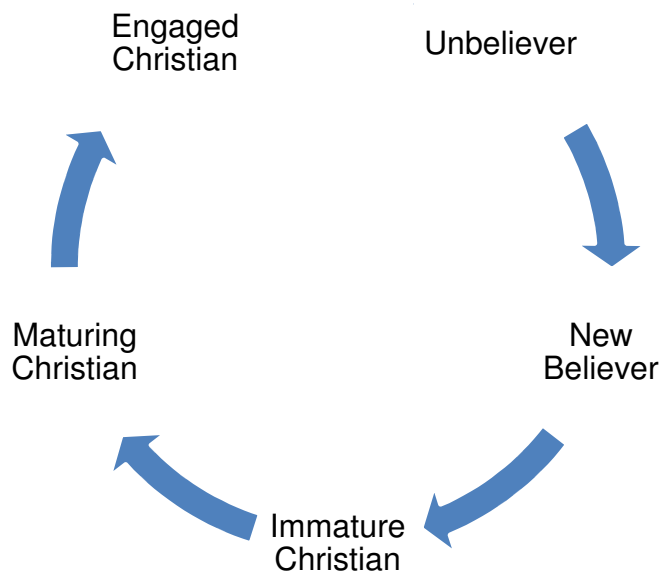 Engaged
Christian
Unbeliever
New
Believer
Immature
Christian
Maturing
Christian